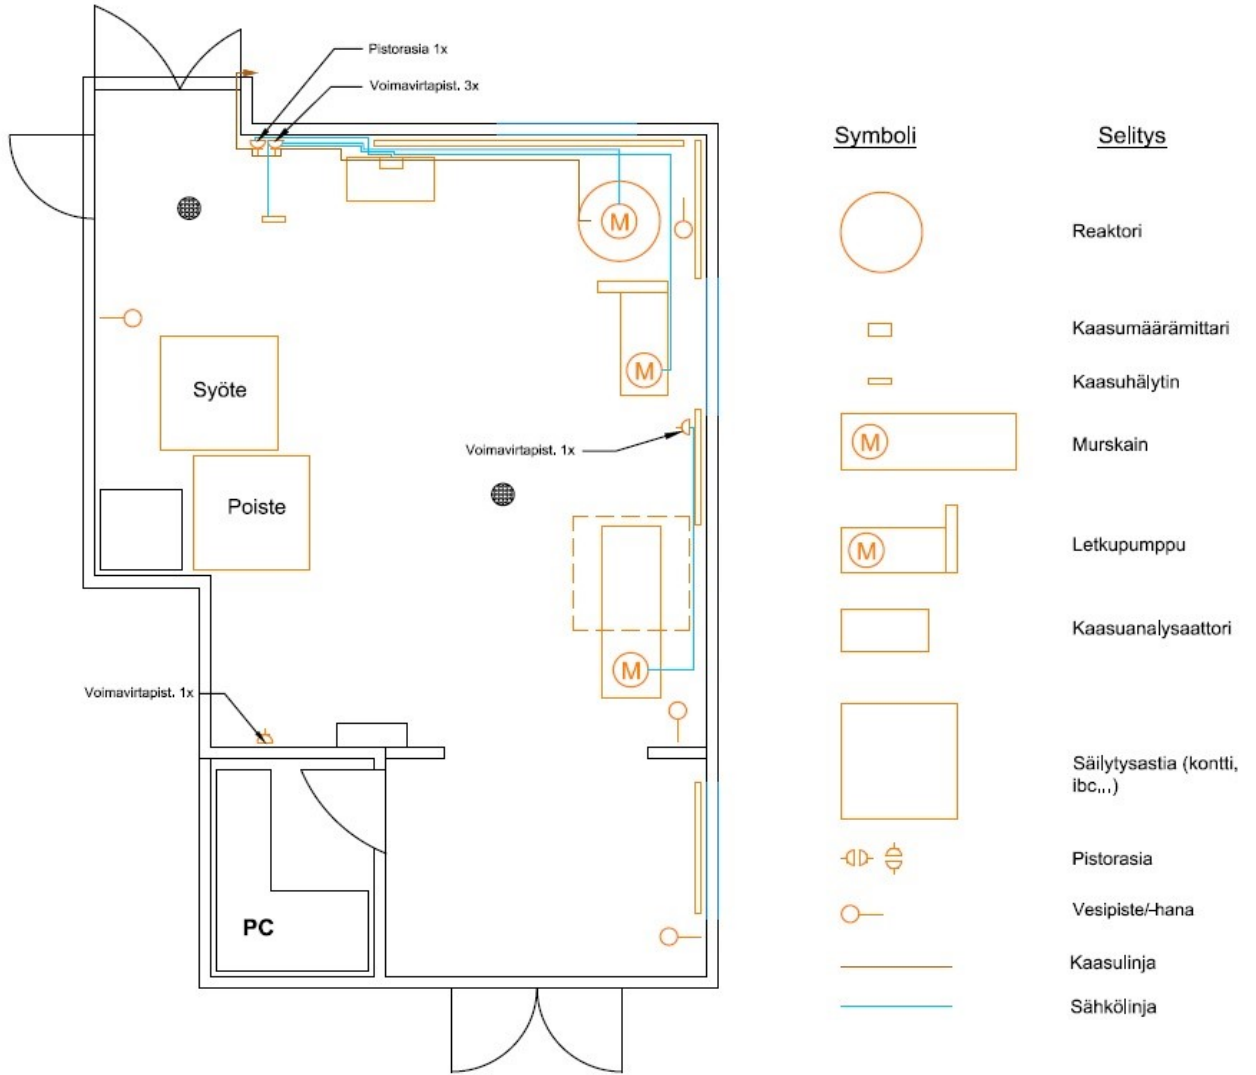 Pistorasia 1x
Voimavirtapist. 3x
M
Syöte
M
Voimavirtapist. 1x
Poiste
M
Voimavirtapist. 1x
PC
Symboli Selitys
Reaktori
Kaasumäärämittari
Kaasuhälytin
M Murskain
M Letkupumppu
Kaasuanalysaattori
Säilytysastia (kontti,
ibc...)
Pistorasia
Vesipiste/-hana
Kaasulinja
Sähkölinja